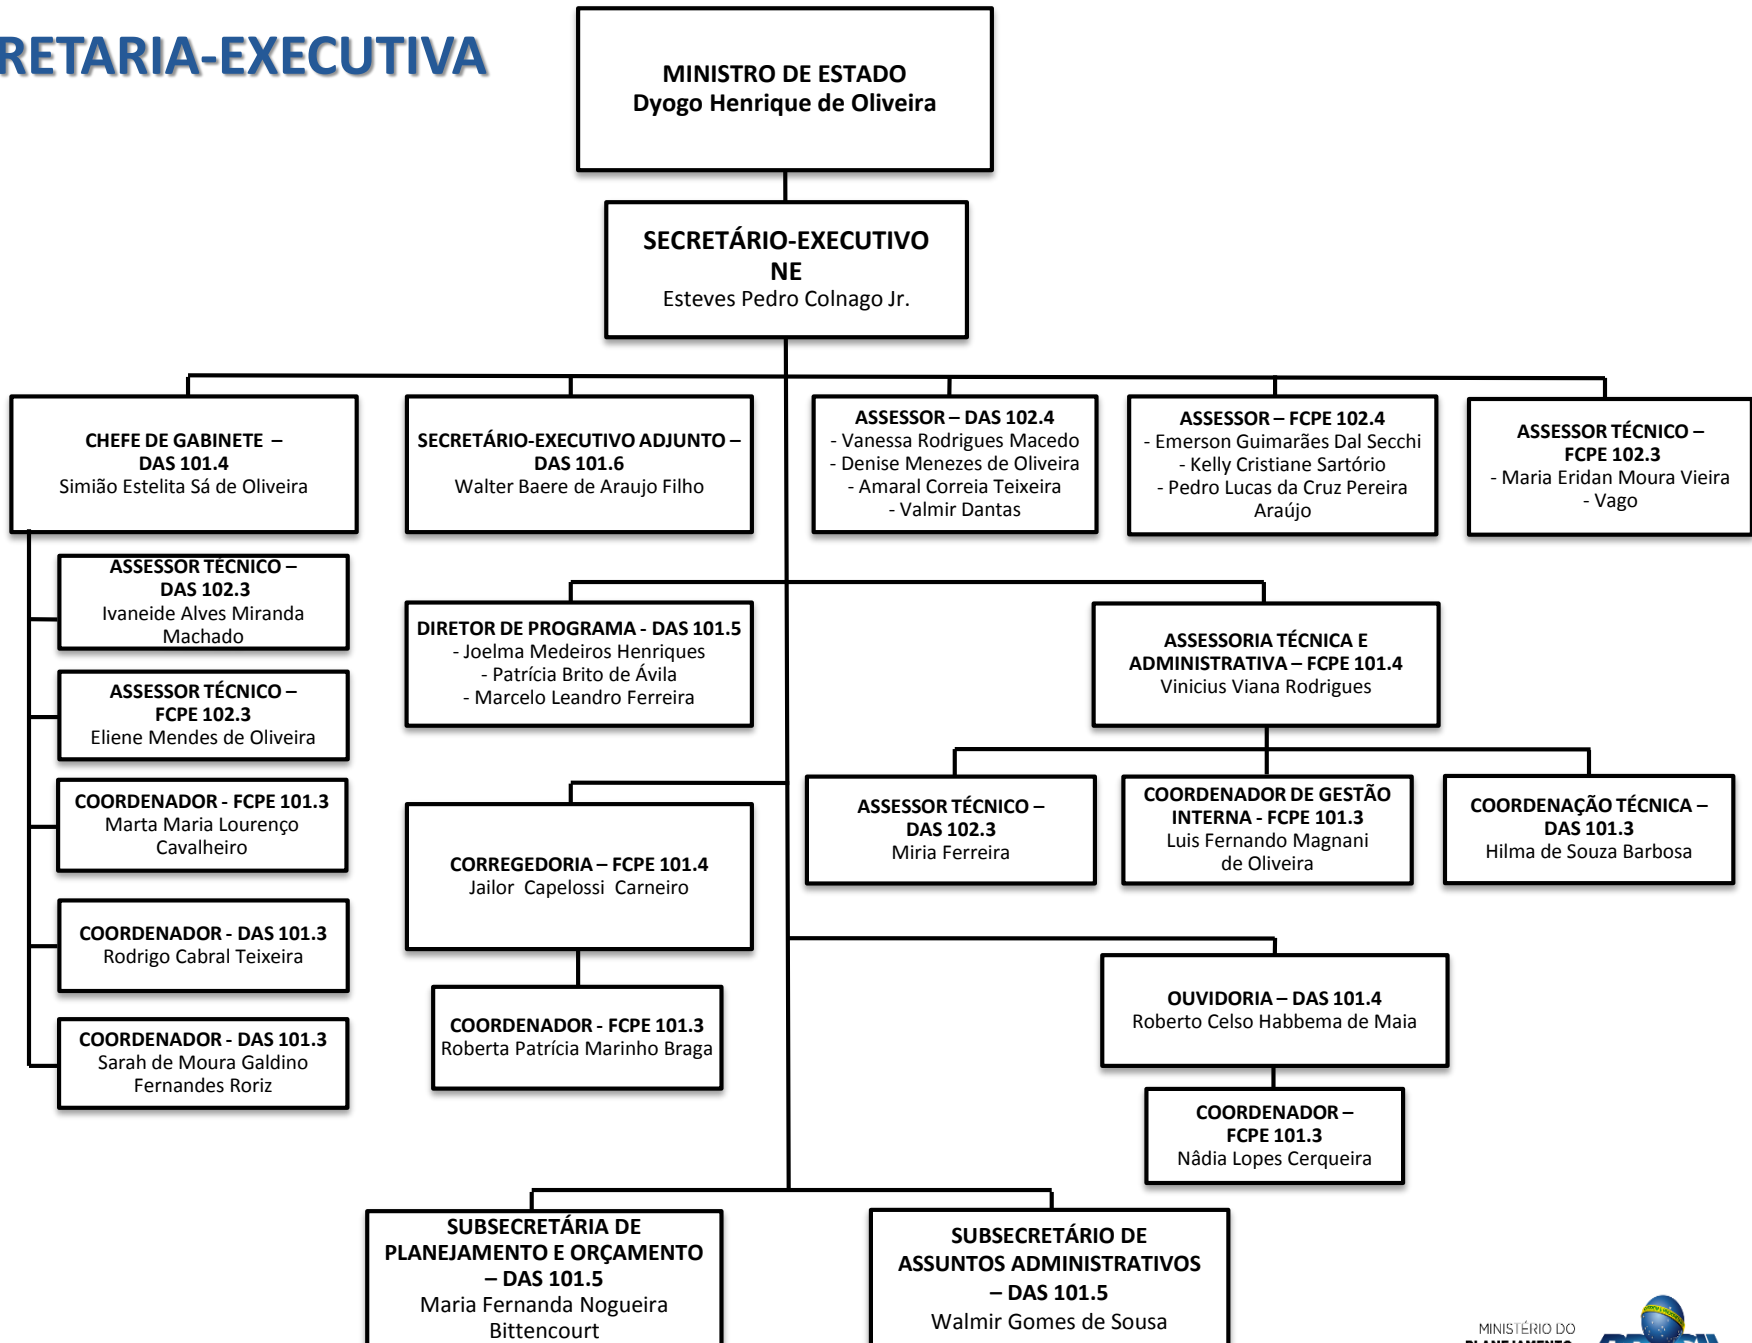 RETARIA-EXECUTIVA
MINISTRO DE ESTADO
Dyogo Henrique de Oliveira
SECRETÁRIO-EXECUTIVO
NE
Esteves Pedro Colnago Jr.
CHEFE DE GABINETE –
DAS 101.4
Simião Estelita Sá de Oliveira
SECRETÁRIO-EXECUTIVO ADJUNTO –
DAS 101.6
Walter Baere de Araujo Filho
ASSESSOR – DAS 102.4
- Vanessa Rodrigues Macedo
- Denise Menezes de Oliveira
- Amaral Correia Teixeira
- Valmir Dantas
ASSESSOR – FCPE 102.4
- Emerson Guimarães Dal Secchi
- Kelly Cristiane Sartório
- Pedro Lucas da Cruz Pereira
Araújo
ASSESSOR TÉCNICO –
FCPE 102.3
- Maria Eridan Moura Vieira
- Vago
ASSESSOR TÉCNICO –
DAS 102.3
Ivaneide Alves Miranda
Machado
ASSESSOR TÉCNICO –
FCPE 102.3
Eliene Mendes de Oliveira
COORDENADOR - FCPE 101.3
Marta Maria Lourenço
Cavalheiro
COORDENADOR - DAS 101.3
Rodrigo Cabral Teixeira
COORDENADOR - DAS 101.3
Sarah de Moura Galdino
Fernandes Roriz
DIRETOR DE PROGRAMA - DAS 101.5
- Joelma Medeiros Henriques
- Patrícia Brito de Ávila
- Marcelo Leandro Ferreira
ASSESSORIA TÉCNICA E
ADMINISTRATIVA – FCPE 101.4
Vinicius Viana Rodrigues
ASSESSOR TÉCNICO –
DAS 102.3
Miria Ferreira
COORDENADOR DE GESTÃO
INTERNA - FCPE 101.3
Luis Fernando Magnani
de Oliveira
COORDENAÇÃO TÉCNICA –
DAS 101.3
Hilma de Souza Barbosa
CORREGEDORIA – FCPE 101.4
Jailor Capelossi Carneiro
COORDENADOR - FCPE 101.3
Roberta Patrícia Marinho Braga
OUVIDORIA – DAS 101.4
Roberto Celso Habbema de Maia
COORDENADOR –
FCPE 101.3
Nâdia Lopes Cerqueira
SUBSECRETÁRIA DE
PLANEJAMENTO E ORÇAMENTO
– DAS 101.5
Maria Fernanda Nogueira
Bittencourt
SUBSECRETÁRIO DE
ASSUNTOS ADMINISTRATIVOS
– DAS 101.5
Walmir Gomes de Sousa
MINISTÉRIO DO
PLANEJAMENTO,